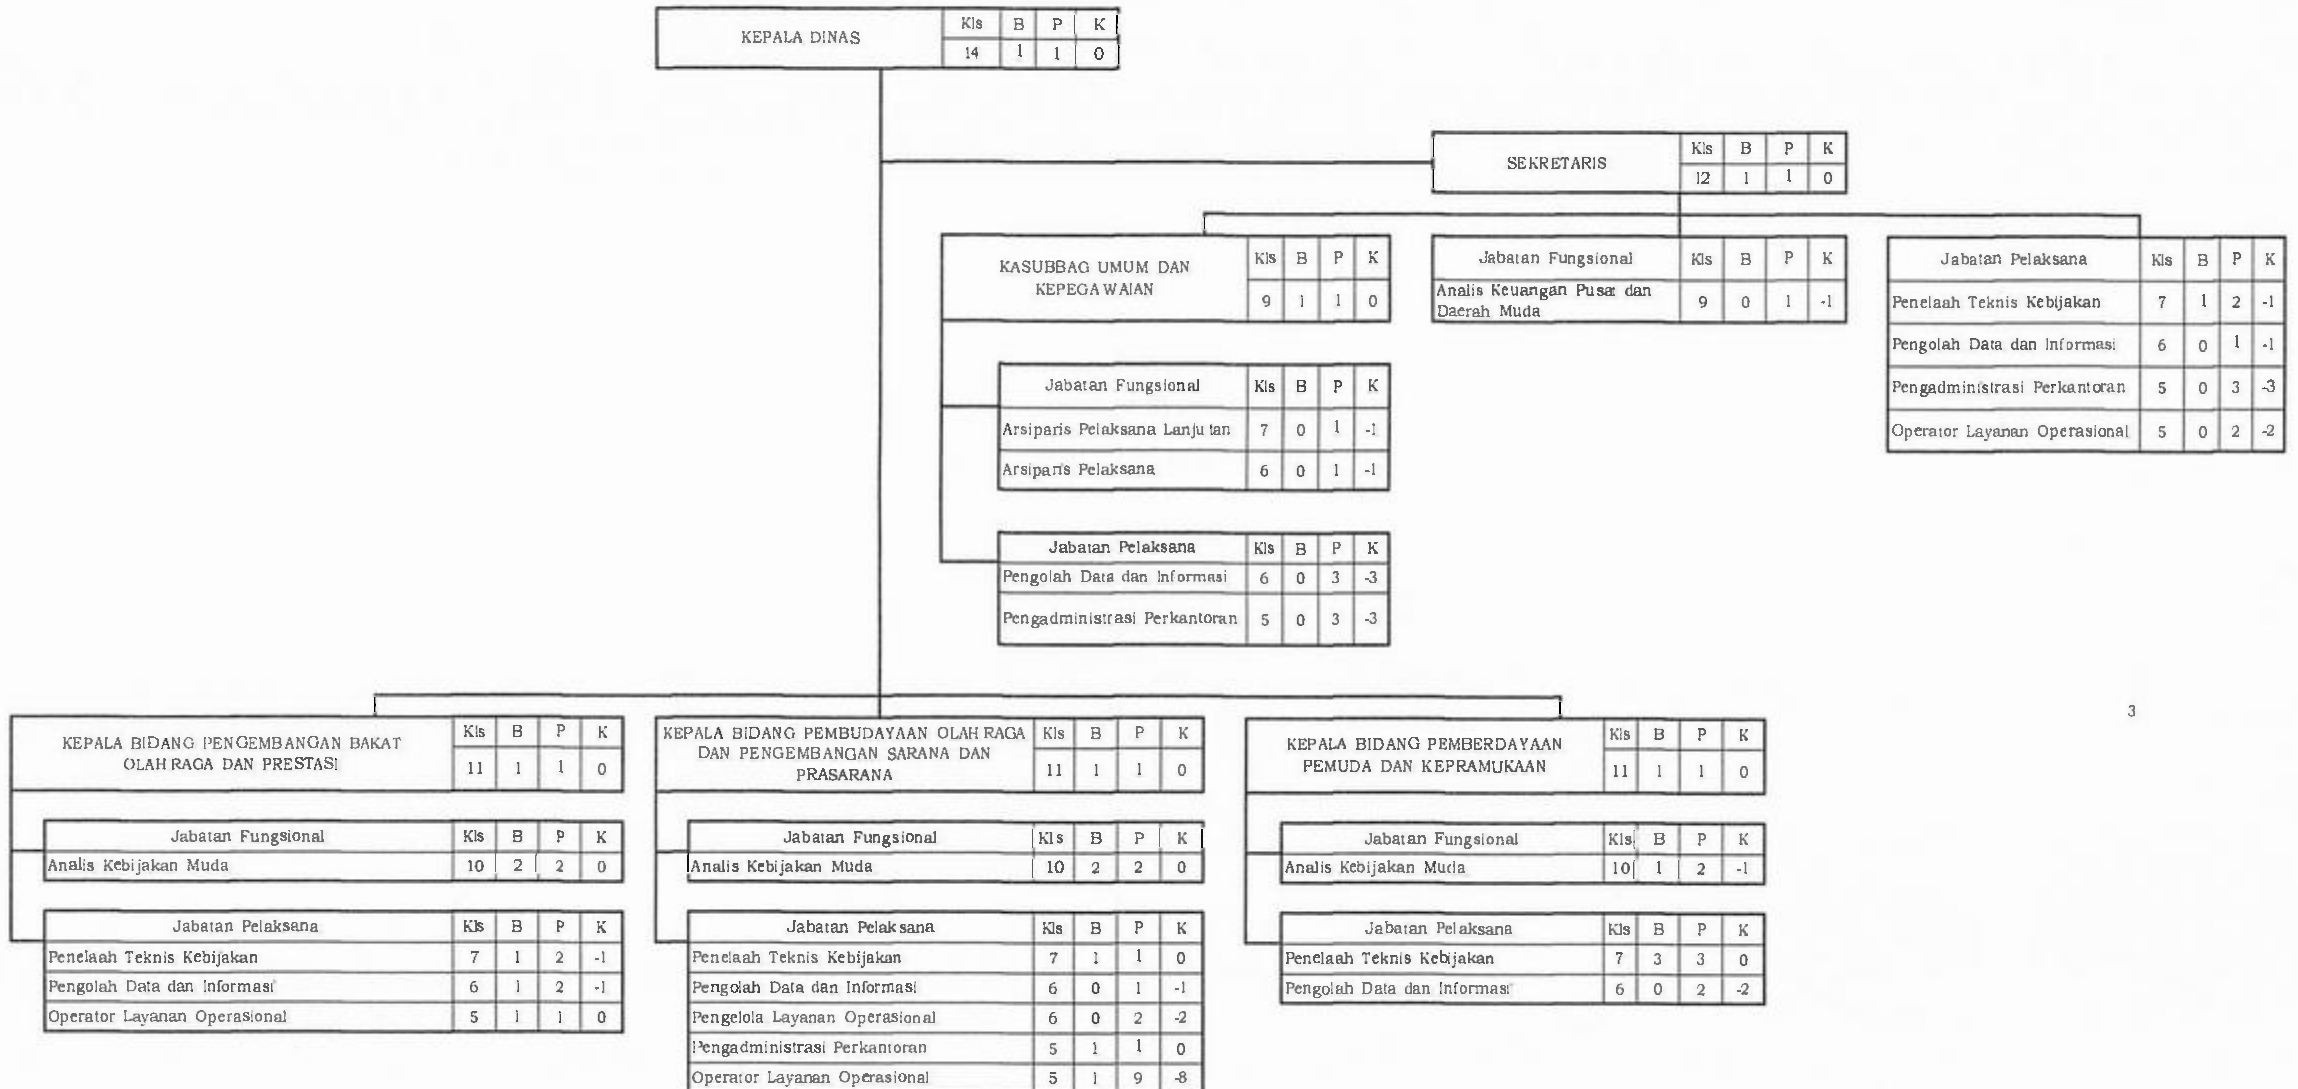 KEPALA DINAS Kls B P K
14 1 1 0
SEKRETARIS Kls B P K
12 1 1 0
KASUBBAG UMUM DAN
KEPEGAWAIAN
Kls B P K
9 1 1 0
Jabatan Fungsional Kls B P K
Analis Keuangan Pusat dan
Daerah Muda
9 0 1 -1
Jabatan Pelaksana Kls B P K
Penelaah Teknis Kebijakan 7 1 2 -1
Pengolah Data dan Informasi 6 0 1 -1
Pengadministrasi Perkantoran 5 0 3 -3
Operator Layanan Operasional 5 0 2 -2
Jabatan Fungsional Kls B P K
Arsiparis Pelaksana Lanjutan 7 0 1 -1
Arsiparis Pelaksana 6 0 1 -1
Jabatan Pelaksana Kls B P K
Pengolah Data dan Informasi 6 0 3 -3
Pengadministrasi Perkantoran 5 0 3 -3
3
KEPALA BIDANG PENGEMBANGAN BAKAT
OLAH RAGA DAN PRESTASI
Kls B P K
11 1 1 0
Jabatan Fungsional Kls B P K
Analis Kebijakan Muda 10 2 2 0
Jabatan Pelaksana Kls B P K
Penelaah Teknis Kebijakan 7 1 2 -1
Pengolah Data dan Informasi 6 1 2 -1
Operator Layanan Operasional 5 1 1 0
KEPALA BIDANG PEMBUDAYAAN OLAH RAGA
DAN PENGEMBANGAN SARANA DAN
PRASARANA
Kls B P K
11 1 1 0
Jabatan Fungsional Kls B P K
Analis Kebijakan Muda 10 2 2 0
Jabatan Pelaksana Kls B P K
Penelaah Teknis Kebijakan 7 1 1 0
Pengolah Data dan Informasi 6 0 1 -1
Pengelola Layanan Operasional 6 0 2 -2
Pengadministrasi Perkantoran 5 1 1 0
Operator Layanan Operasional 5 1 9 -8
KEPALA BIDANG PEMBERDAYAAN
PEMUDA DAN KEPRAMUKAAN
Kls B P K
11 1 1 0
Jabatan Fungsional Kls B P K
Analis Kebijakan Muda 10 1 2 -1
Jabatan Pelaksana Kls B P K
Penelaah Teknis Kebijakan 7 3 3 0
Pengolah Data dan Informasi 6 0 2 -2